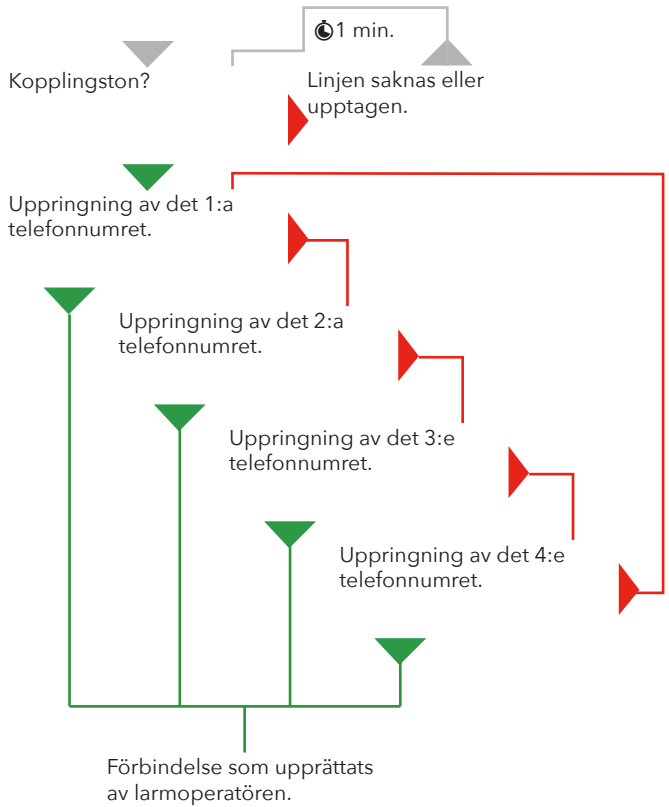 1 min.
Kopplingston?
Linjen saknas eller
upptagen.
Uppringning av det 1:a
telefonnumret.
Uppringning av det 2:a
telefonnumret.
Uppringning av det 3:e
telefonnumret.
Uppringning av det 4:e
telefonnumret.
Förbindelse som upprättats
av larmoperatören.